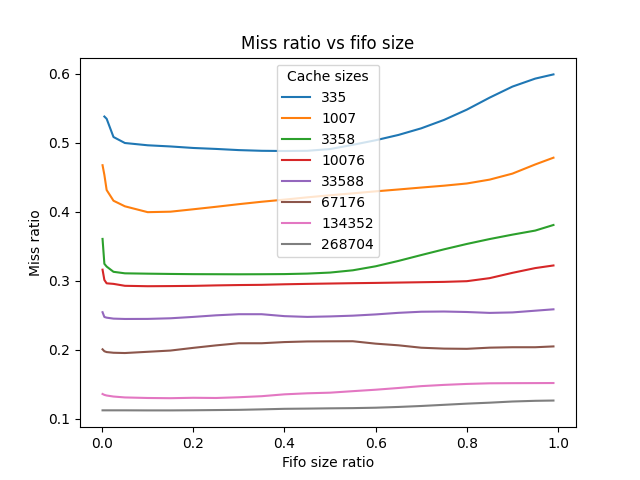 Miss ratio vs fifo size
Cache sizes
335
1007
3358
10076
33588
67176
134352
268704
0.6
0.5
0.4
0.3
0.2
0.1
Miss ratio
0.0 0.2 0.4 0.6 0.8 1.0
Fifo size ratio